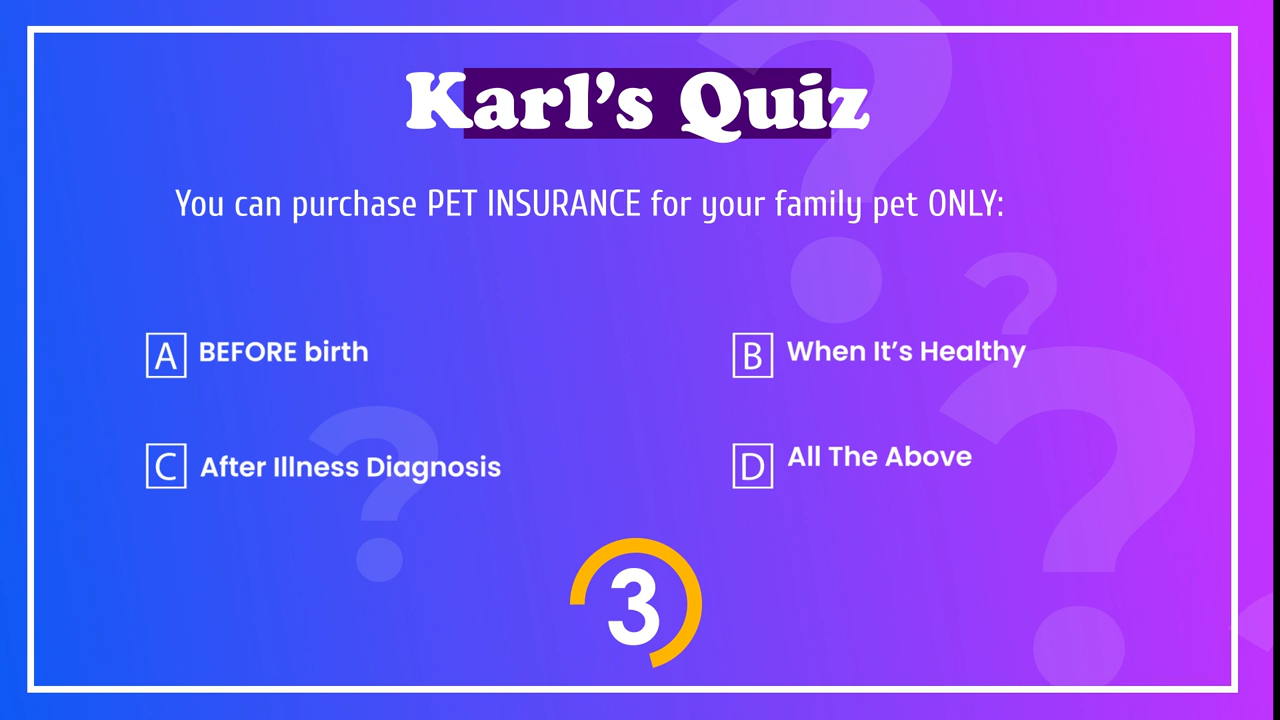 Karl’s Quiz
You can purchase PET INSURANCE for your family pet ONLY:
A BEFORE birth
B When It’s Healthy
C After Illness Diagnosis
D All The Above
3